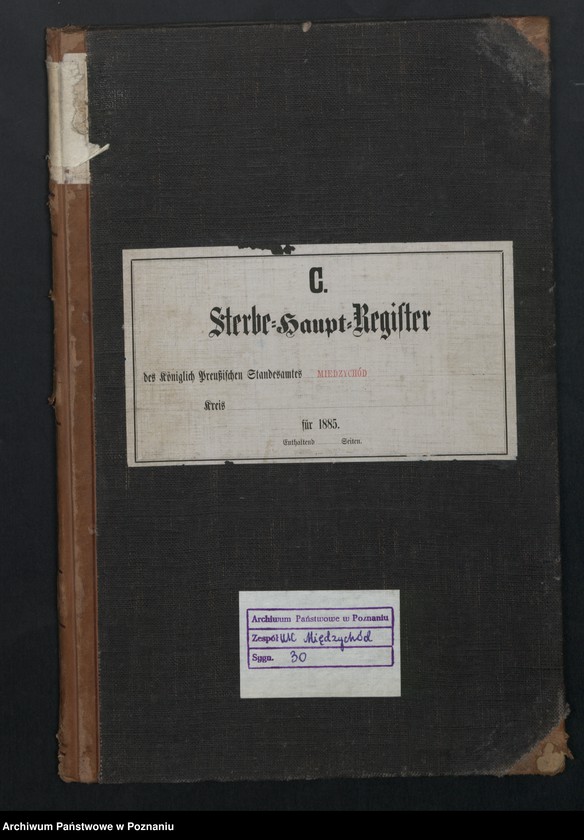 C.
Sterbe-Haupt-Register
des Königlich Preußischen Standesamtes MIEDZYCHÓD
Kreis
für 1885.
Enthaltend Seiten.
Archiwum Państwowe w Poznaniu
Zespół USC Międzychód
Sygn. 30
Archiwum Państwowe w Poznaniu